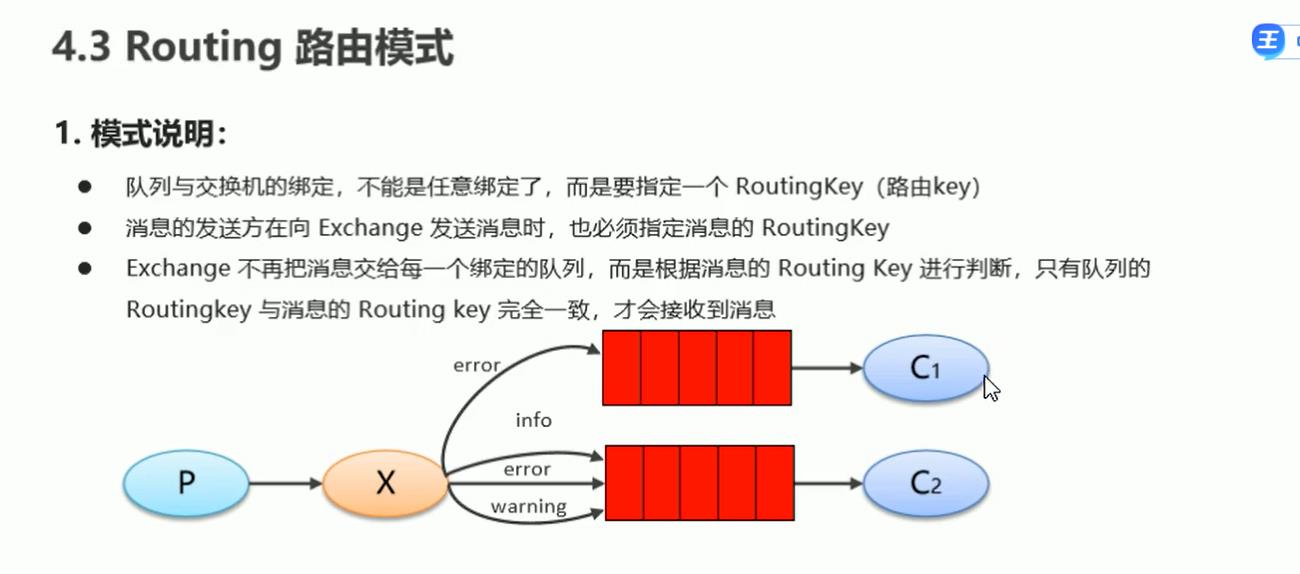 4.3 Routing 路由模式
王
1. 模式说明：
● 队列与交换机的绑定，不能是任意绑定了，而是要指定一个 RoutingKey（路由key）
● 消息的发送方在向 Exchange 发送消息时，也必须指定消息的 RoutingKey
● Exchange 不再把消息交给每一个绑定的队列，而是根据消息的 Routing Key 进行判断，只有队列的
Routingkey 与消息的 Routing key 完全一致，才会接收到消息
error
C1
info
P
X
error
warning
C2